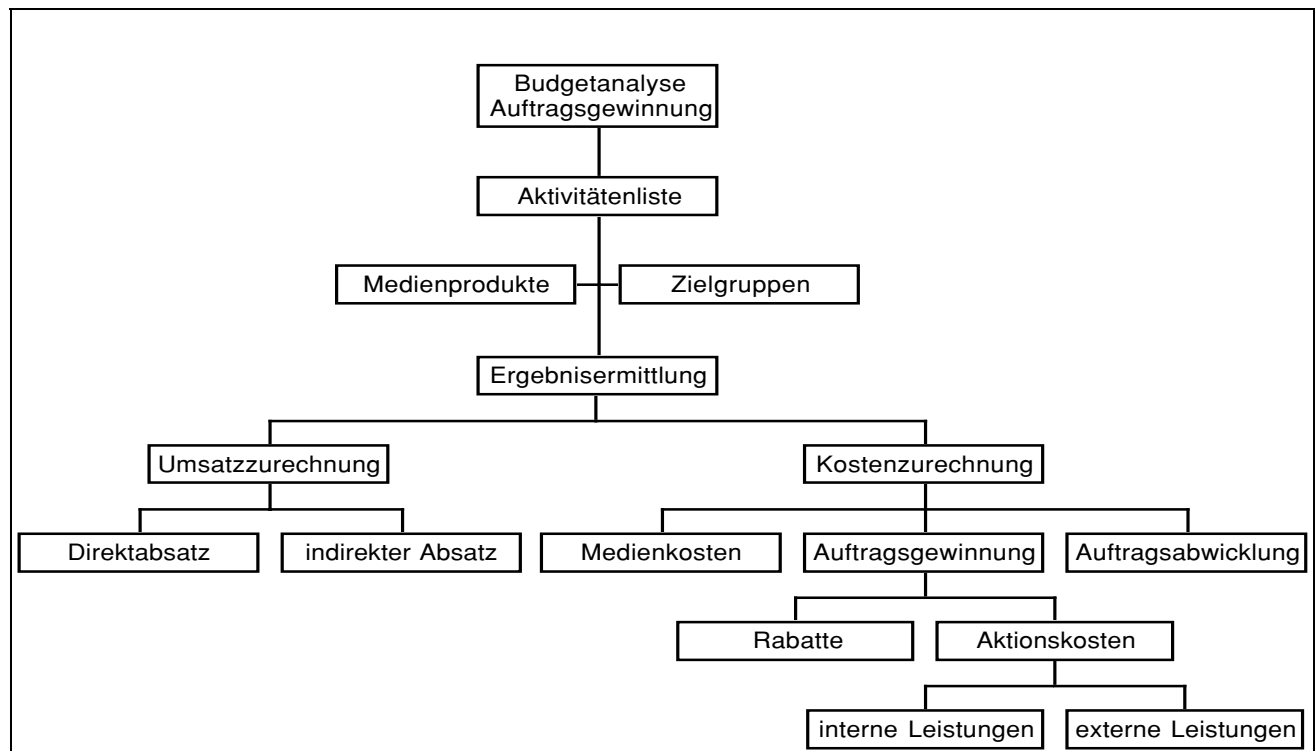 Budgetanalyse
Auftragsgewinnung
Aktivitätenliste
Medienprodukte
Zielgruppen
Ergebnisermittlung
Umsatzzurechnung
Kostenzurechnung
Direktabsatz
indirekter Absatz
Medienkosten
Auftragsgewinnung
Auftragsabwicklung
Rabatte
Aktionskosten
interne Leistungen
externe Leistungen